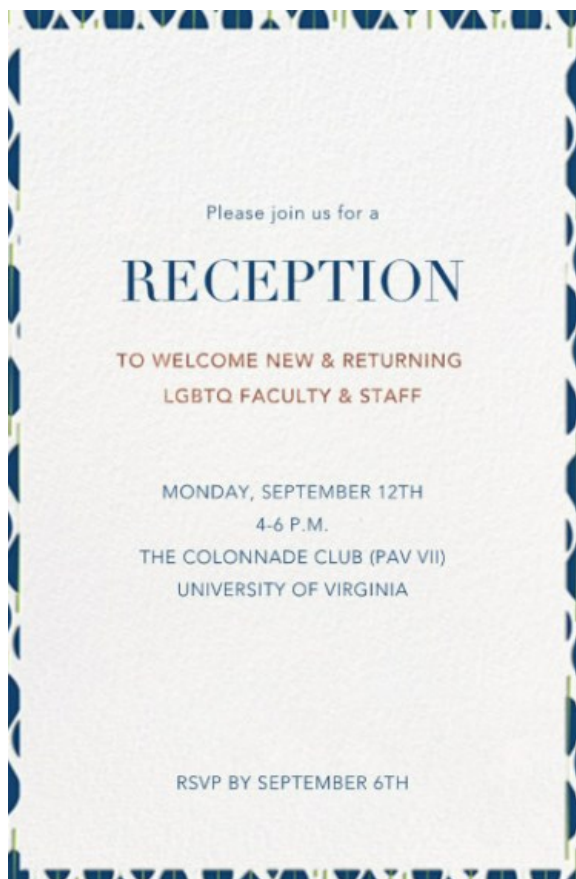 Please join us for a
RECEPTION
TO WELCOME NEW & RETURNING
LGBTQ FACULTY & STAFF
MONDAY, SEPTEMBER 12TH
4-6 P.M.
THE COLONNADE CLUB (PAV VII)
UNIVERSITY OF VIRGINIA
RSVP BY SEPTEMBER 6TH